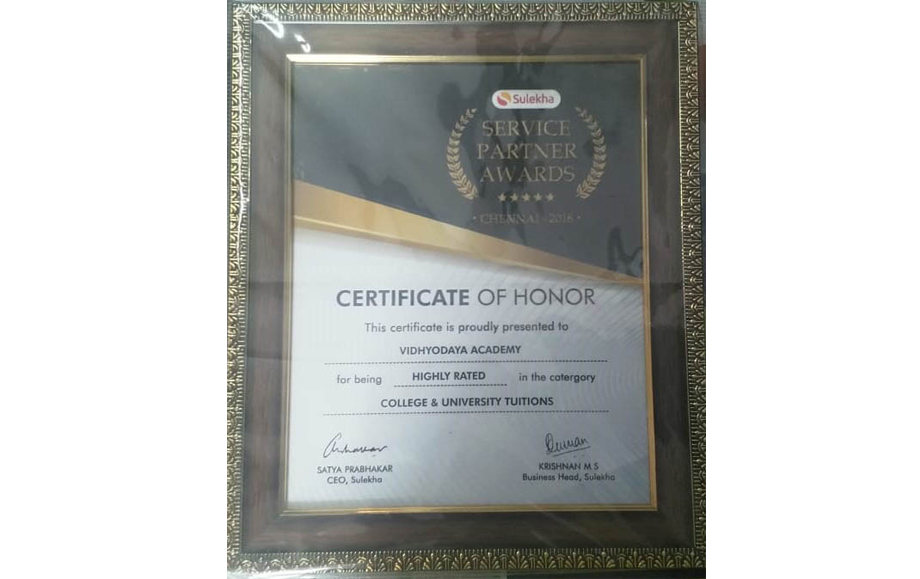 Sulekha
SERVICE
PARTNER
AWARDS
• CHENNAI - 2018 •
CERTIFICATE OF HONOR
This certificate is proudly presented to
VIDHYODAYA ACADEMY
for being HIGHLY RATED in the catergory
COLLEGE & UNIVERSITY TUITIONS
SATYA PRABHAKAR
CEO, Sulekha
KRISHNAN M S
Business Head, Sulekha